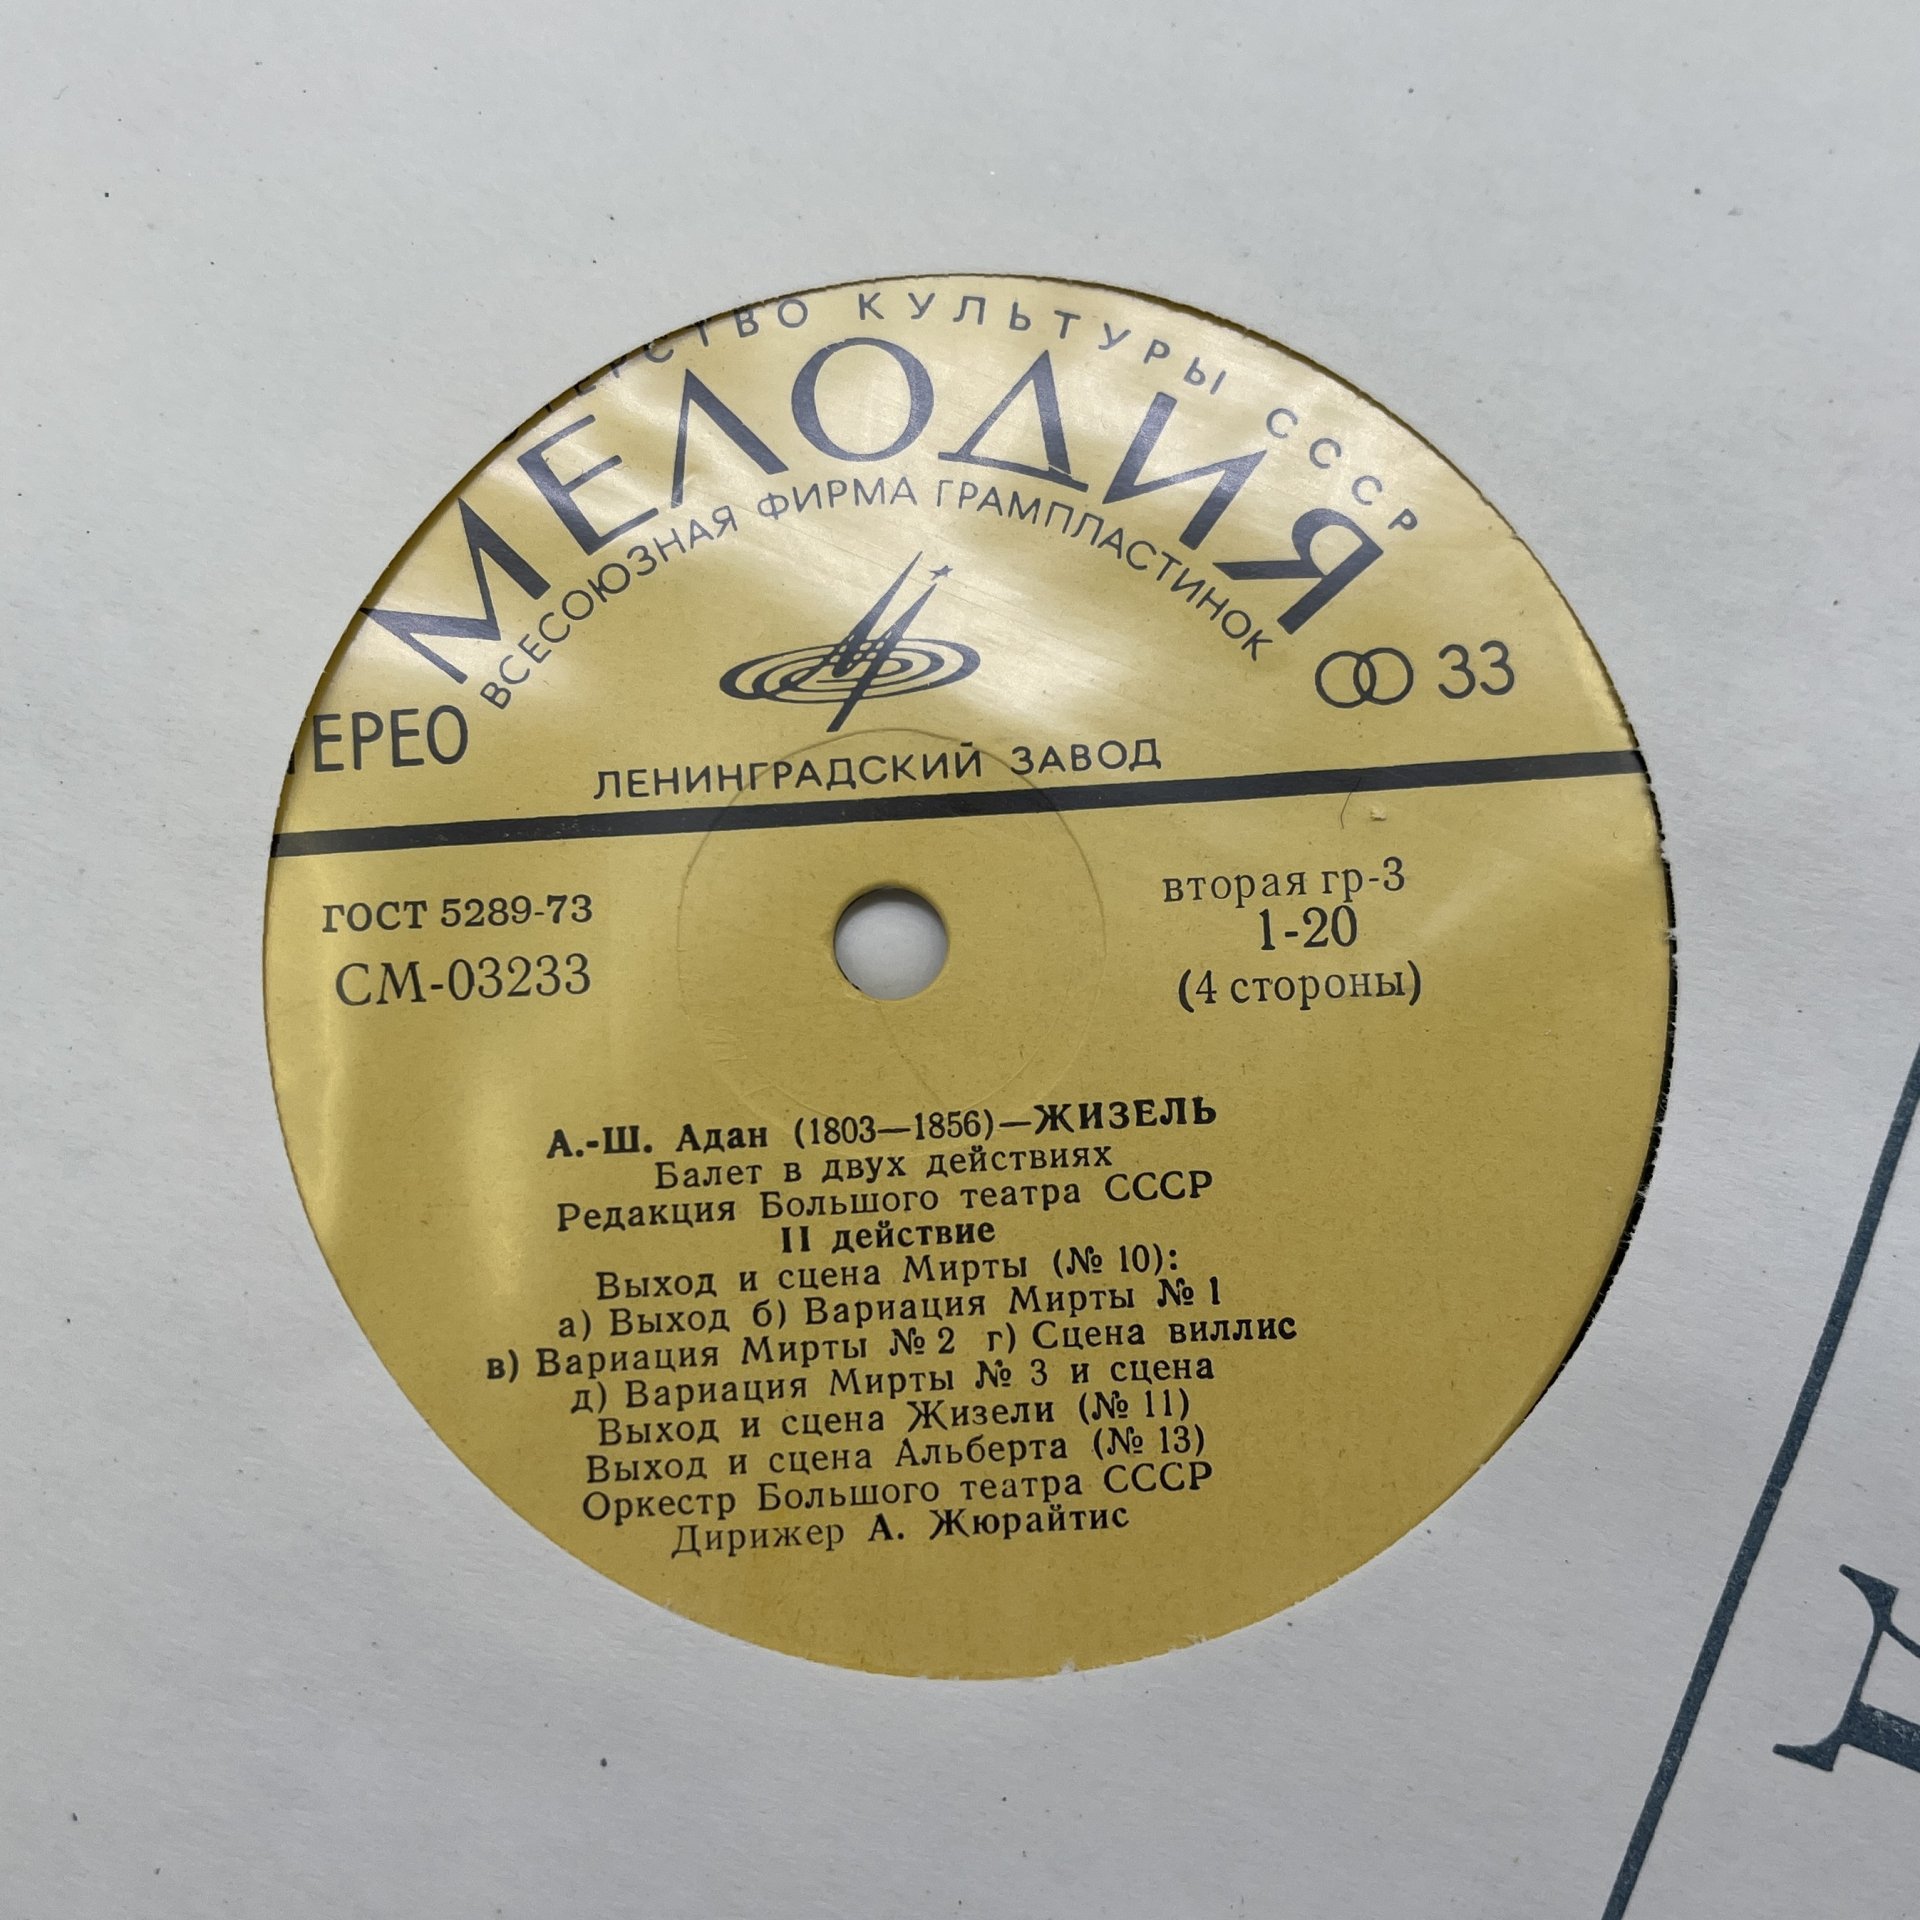 КУЛЬТУРЫ СССР
МЕЛОДИЯ
ВСЕСОЮЗНАЯ ФИРМА ГРАМПЛАСТИНОК
33
ЛЕНИНГРАДСКИЙ ЗАВОД
ГОСТ 5289-73
СМ-03233
вторая гр-3
1-20
(4 стороны)
А.-Ш. Адан (1803—1856)—ЖИЗЕЛЬ
Балет в двух действиях
Редакция Большого театра СССР
II действие
Выход и сцена Мирты (№ 10):
а) Выход б) Вариация Мирты № 1
в) Вариация Мирты № 2 г) Сцена виллис
д) Вариация Мирты № 3 и сцена
Выход и сцена Жизели (№ 11)
Выход и сцена Альберта (№ 13)
Оркестр Большого театра СССР
Дирижер А. Жюрайтис